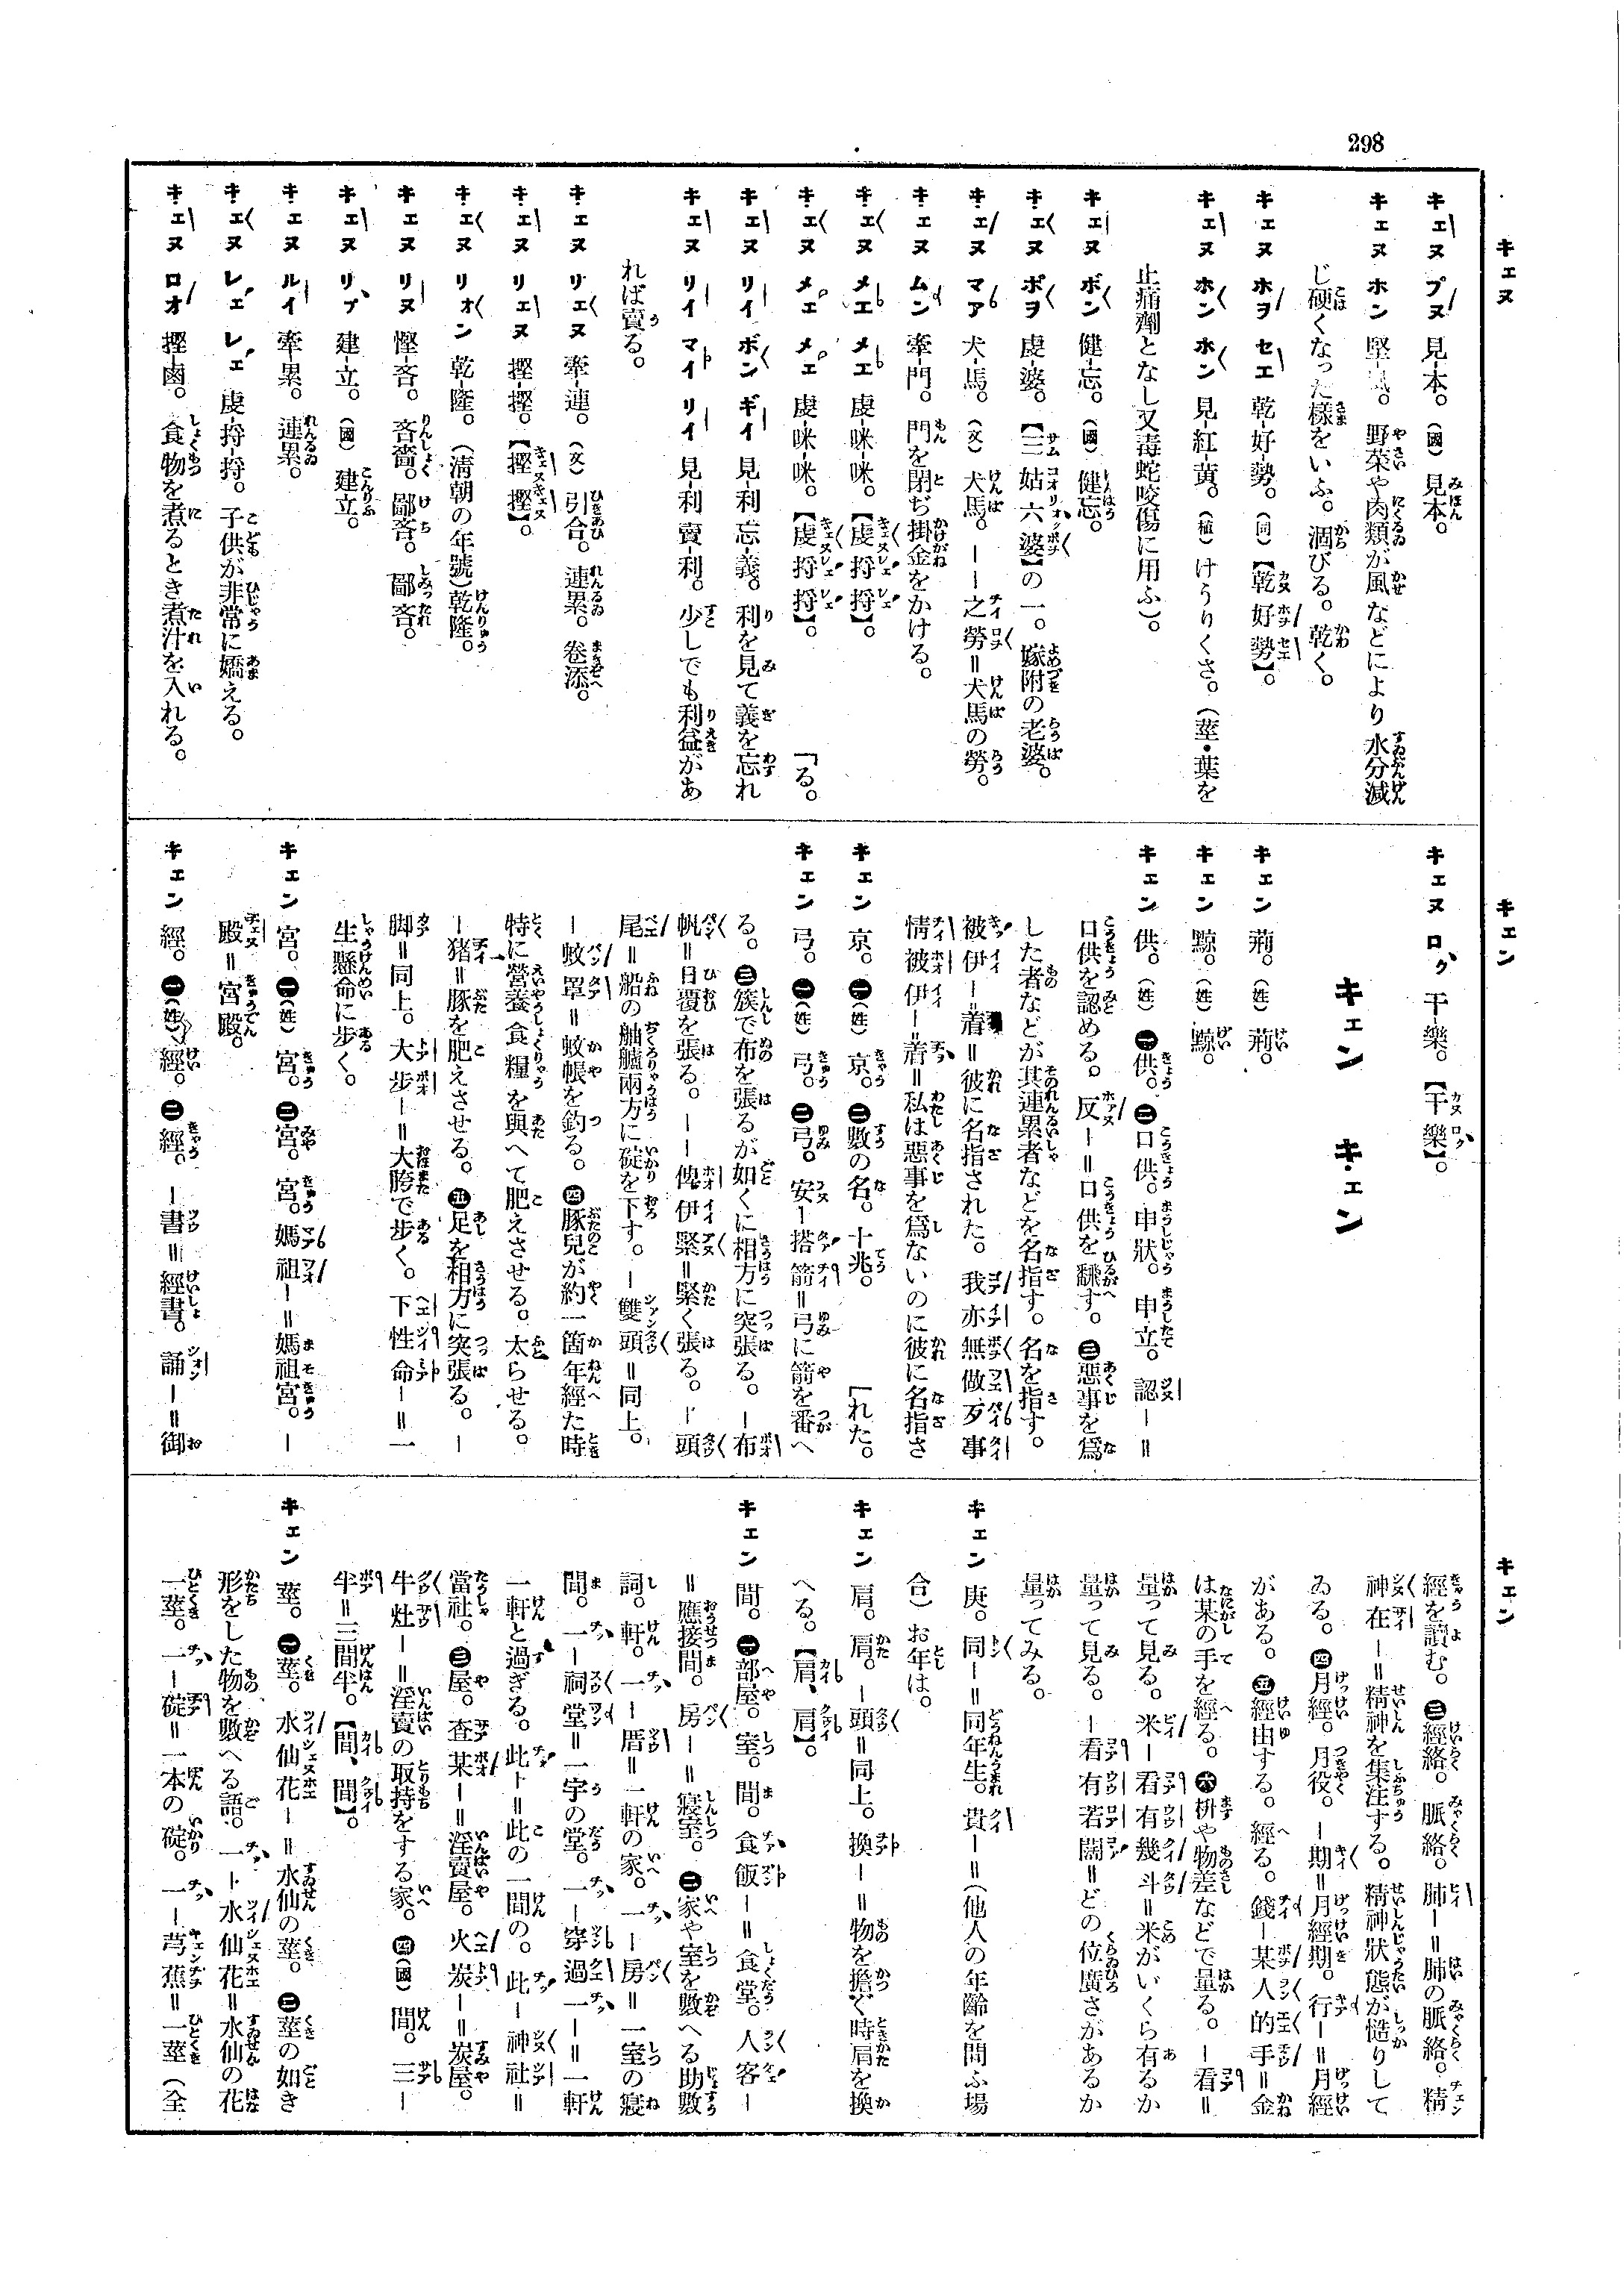 298
キェヌ
キェヌ プヌ 見-本。(國)見本。
キェヌ ホン 堅-風。野菜や肉類が風などにより水分減
じ硬くなった樣をいふ。涸びる。乾く。
キェヌ ホヲ セエ 乾-好-勢。(同)【乾好勢】。
キェヌ ホン ホン 見-紅-黄。(植)けうりくさ。(莖・葉を
止痛劑となし又毒蛇咬傷に用ふ)。
キェヌ ボン 健-忘。(國)健忘。
キェヌ ポヲ 虔-婆。【三姑六婆】の一。嫁附の老婆。
キェヌ マア 犬-馬。(文)犬馬。――之勞=犬馬の勞。
キェヌ ムン 牽-門。門を閉ぢ掛金をかける。
キェヌ メエ メエ 虔-咪-咪。【虔捋捋】。
キェヌ メェ メェ 虔-咪-咪。【虔捋捋】。 「る。
キェヌ リイ ボン ギイ 見-利-忘-義。利を見て義を忘れ
キェヌ リイ マイ リイ 見-利-賣-利。少しでも利益があ
れば賣る。
キェヌ リェヌ 牽-連。(文)引合。連累。卷添。
キェヌ リェヌ 摼-摼。【摼摼】。
キェヌ リォン 乾-隆。(淸朝の年號)乾隆。
キェヌ リヌ 慳-吝。吝嗇。鄙吝。鄙吝。
キェヌ リプ 建-立。(國)建立。
キェヌ ルイ 牽-累。連累。
キェヌ レェ レェ 虔-捋-捋。子供が非常に嬌える。
キェヌ ロオ 摼-鹵。食物を煮るとき煮汁を入れる。
キェン
キェヌ ロク 干-樂。【干樂】。
キェン キェン
キェン 荊。(姓)荊。
キェン 黥。(姓)黥。
キェン 供。(姓)㊀供。㊁口供。申狀。申立。認―=
口供を認める。反―=口供を飜す。㊂惡事を爲
した者などが其連累者などを名指す。名を指す。
被伊―着=彼に名指された。我亦無做歹事
情被伊―着=私は惡事を爲ないのに彼に名指さ
キェン 京。㊀(姓)京。㊁數の名。十兆。 「れた。
キェン 弓。㊀(姓)弓。㊁弓。安―搭箭=弓に箭を番へ
る。㊂簇で布を張るが如くに相方に突張る。―布
帆=日覆を張る。――俾伊緊=緊く張る。―頭
尾=船の舳艫兩方に碇を下す。―雙頭=同上。
―蚊罩=蚊帳を釣る。㊃豚兒が約一箇年經た時
特に營養食糧を與へて肥えさせる。太らせる。
―猪=豚を肥えさせる。㊄足を相方に突張る。―
脚=同上。大步―=大胯で步く。下性命―=一
生懸命に步く。
キェン 宮。㊀(姓)宮。㊁宮。宮。媽祖―=媽祖宮。―
殿=宮殿。
キェン 經。㊀(姓)經。㊁經。―書=經書。誦―=御
キェン
經を讀む。㊂經絡。脈絡。肺―=肺の脈絡。精
神在―=精神を集注する。精神狀態が慥りして
ゐる。㊃月經。月役。―期=月經期。行―=月經
がある。㊄經由する。經る。錢―某人的手=金
は某の手を經る。㊅枡や物差などで量る。―看=
量って見る。米―看有幾斗=米がいくら有るか
量って見る。―看有若濶=どの位廣さがあるか
量ってみる。
キェン 庚。同―=同年生。貴―=(他人の年齡を問ふ場
合)お年は。
キェン 肩。肩。―頭=同上。換―=物を擔ぐ時肩を換
へる。【肩、肩】。
キェン 間。㊀部屋。室。間。食飯―=食堂。人客―
=應接間。房―=寢室。㊁家や室を數へる助數
詞。軒。一―厝=一軒の家。一―房=一室の寢
間。一―祠堂=一宇の堂。一―穿過一―=一軒
一軒と過ぎる。此―=此の一間の。此―神社=
當社。㊂屋。查某―=淫賣屋。火炭―=炭屋。
牛灶―=淫賣の取持をする家。㊃(國)間。三―
半=三間半。【間、間】。
キェン 莖。㊀莖。水仙花―=水仙の莖。㊁莖の如き
形をした物を數へる語。一―水仙花=水仙の花
一莖。一―碇=一本の碇。一―芎蕉=一莖(全